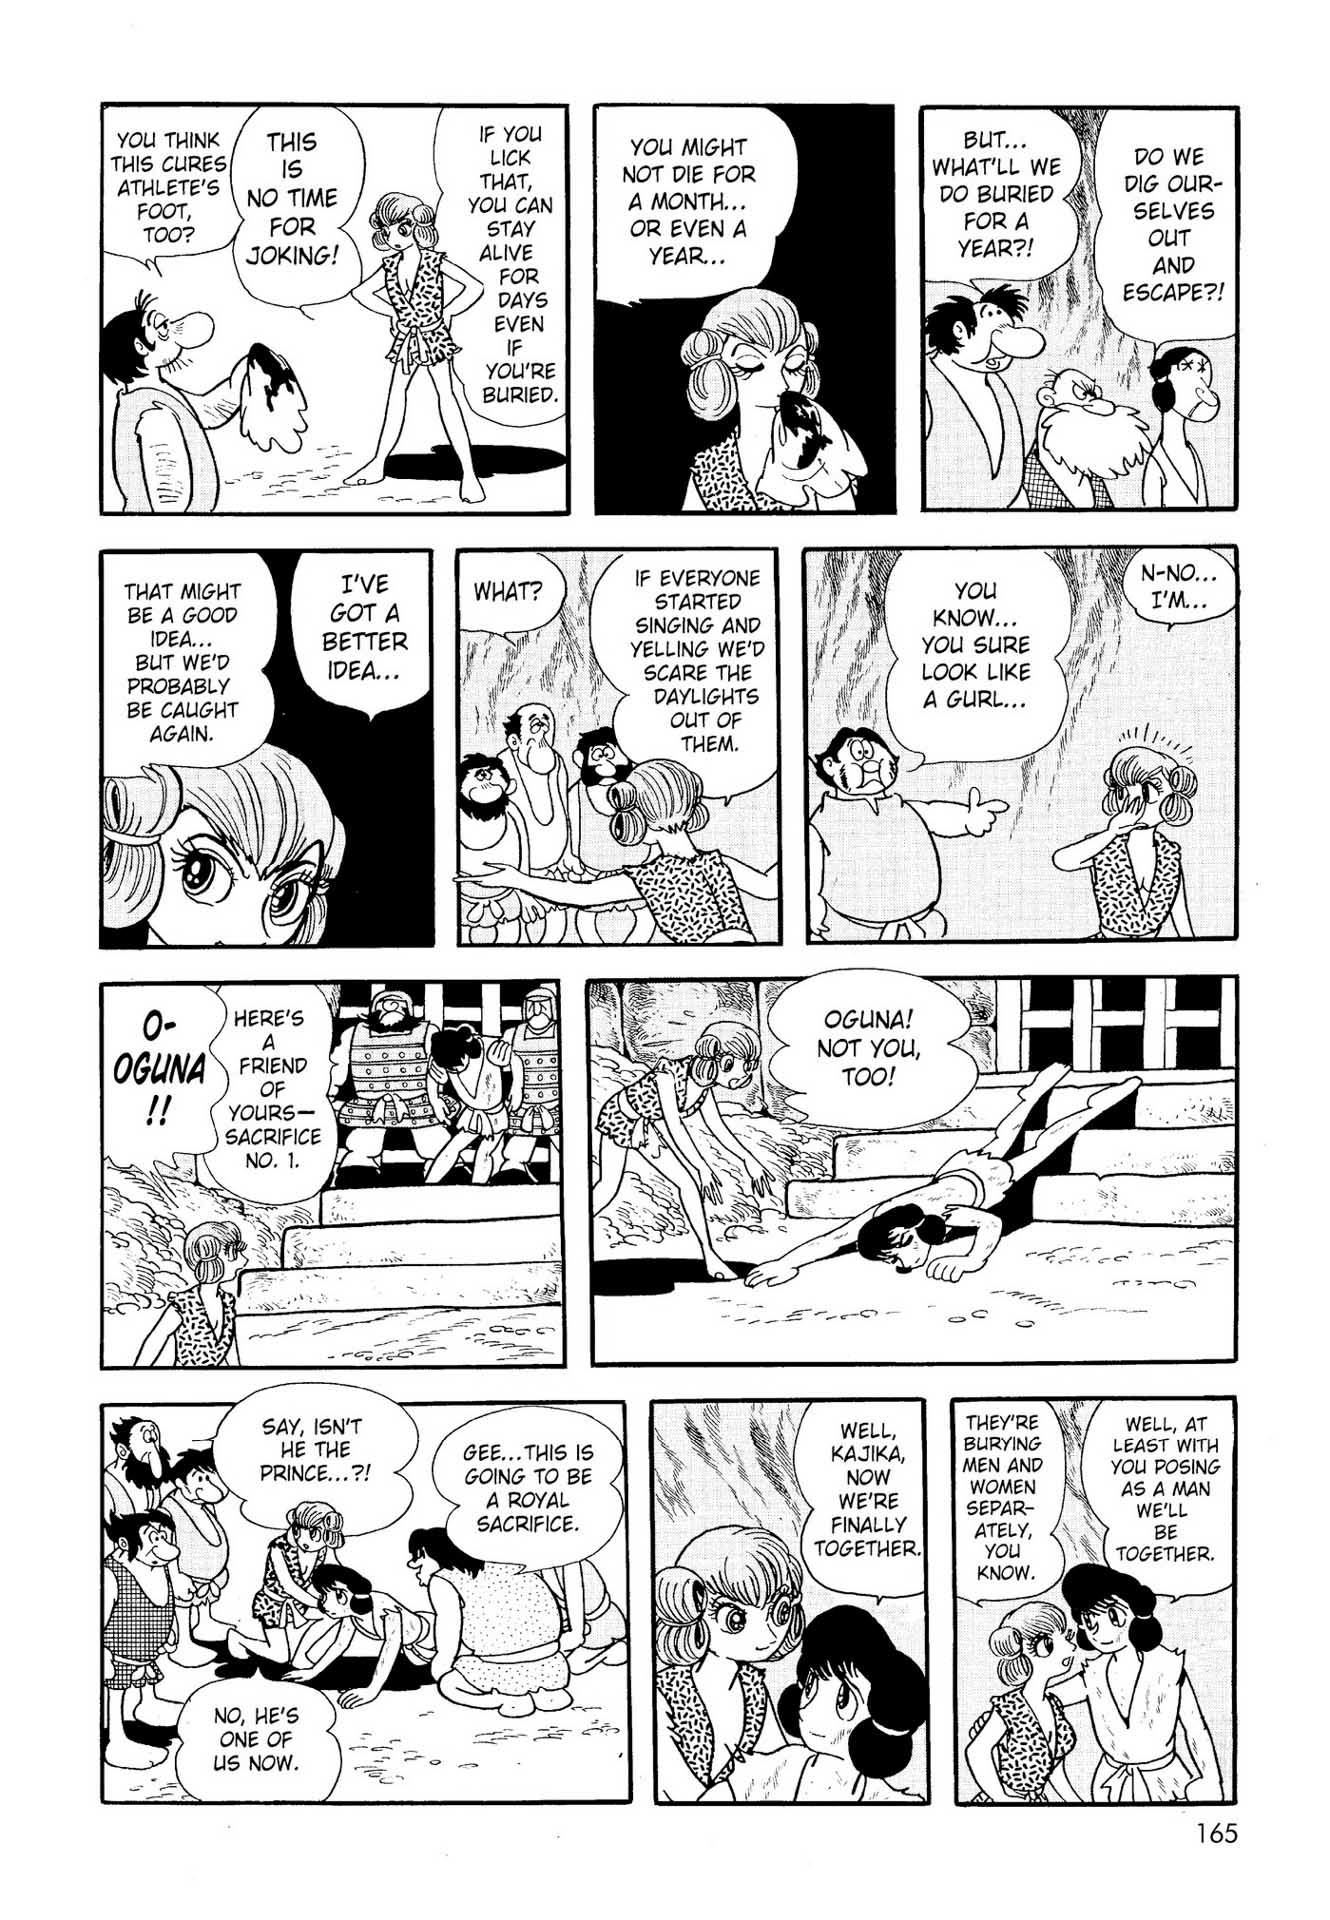 YOU THINK
THIS CURES
ATHLETE'S
FOOT,
TOO?
THIS
IS
NO TIME
FOR
JOKING!
IF YOU
LICK
THAT,
YOU CAN
STAY
ALIVE
FOR
DAYS
EVEN
IF
YOU'RE
BURIED.
YOU MIGHT
NOT DIE FOR
A MONTH...
OR EVEN A
YEAR...
BUT...
WHAT'LL WE
DO BURIED
FOR A
YEAR?!
DO WE
DIG OUR-
SELVES
OUT
AND
ESCAPE?!
THAT MIGHT
BE A GOOD
IDEA...
BUT WE'D
PROBABLY
BE CAUGHT
AGAIN.
I'VE
GOT A
BETTER
IDEA...
WHAT?
IF EVERYONE
STARTED
SINGING AND
YELLING WE'D
SCARE THE
DAYLIGHTS
OUT OF
THEM.
YOU
KNOW...
YOU SURE
LOOK LIKE
A GURL...
N-NO...
I'M...
O-
OGUNA
!!
HERE'S
A
FRIEND
OF
YOURS—
SACRIFICE
NO. 1.
OGUNA!
NOT YOU,
TOO!
SAY, ISN'T
HE THE
PRINCE...?!
GEE...THIS IS
GOING TO BE
A ROYAL
SACRIFICE.
NO, HE'S
ONE OF
US NOW.
WELL,
KAJIKA,
NOW
WE'RE
FINALLY
TOGETHER.
THEY'RE
BURYING
MEN AND
WOMEN
SEPAR-
ATELY,
YOU
KNOW.
WELL, AT
LEAST WITH
YOU POSING
AS A MAN
WE'LL
BE
TOGETHER.
165